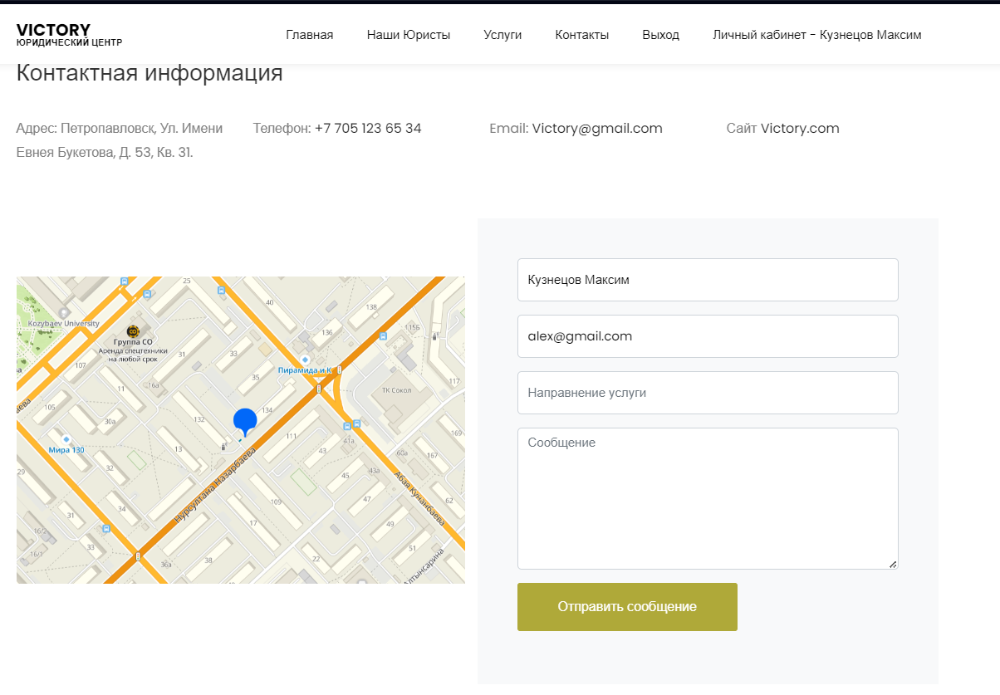 VICTORY
ЮРИДИЧЕСКИЙ ЦЕНТР
Главная
Наши Юристы
Услуги
Контакты
Выход
Личный кабинет - Кузнецов Максим
Контактная информация
Адрес: Петропавловск, Ул. Имени
Евнея Букетова, Д. 53, Кв. 31.
Телефон: +7 705 123 65 34
Email: Victory@gmail.com
Сайт Victory.com
Кузнецов Максим
alex@gmail.com
Направнение услуги
Сообщение
Отправить сообщение
25
40
138
115Б
136
Kozybaev University
Группа СО
Аренда спецтехники
на любой срок
31
33
107
Пирамида и К
35
117
11
16а
ТК Сокол
105
134
132
30а
111
169
41а
Мира 130
13
43
60а
167
29
32
45
43а
Нурсултана Назарбаева
Абая Кунанбаева
109
47
62
34
31
17
49
16/2
33
51
16/1
36а
38
22
Алтынсарина